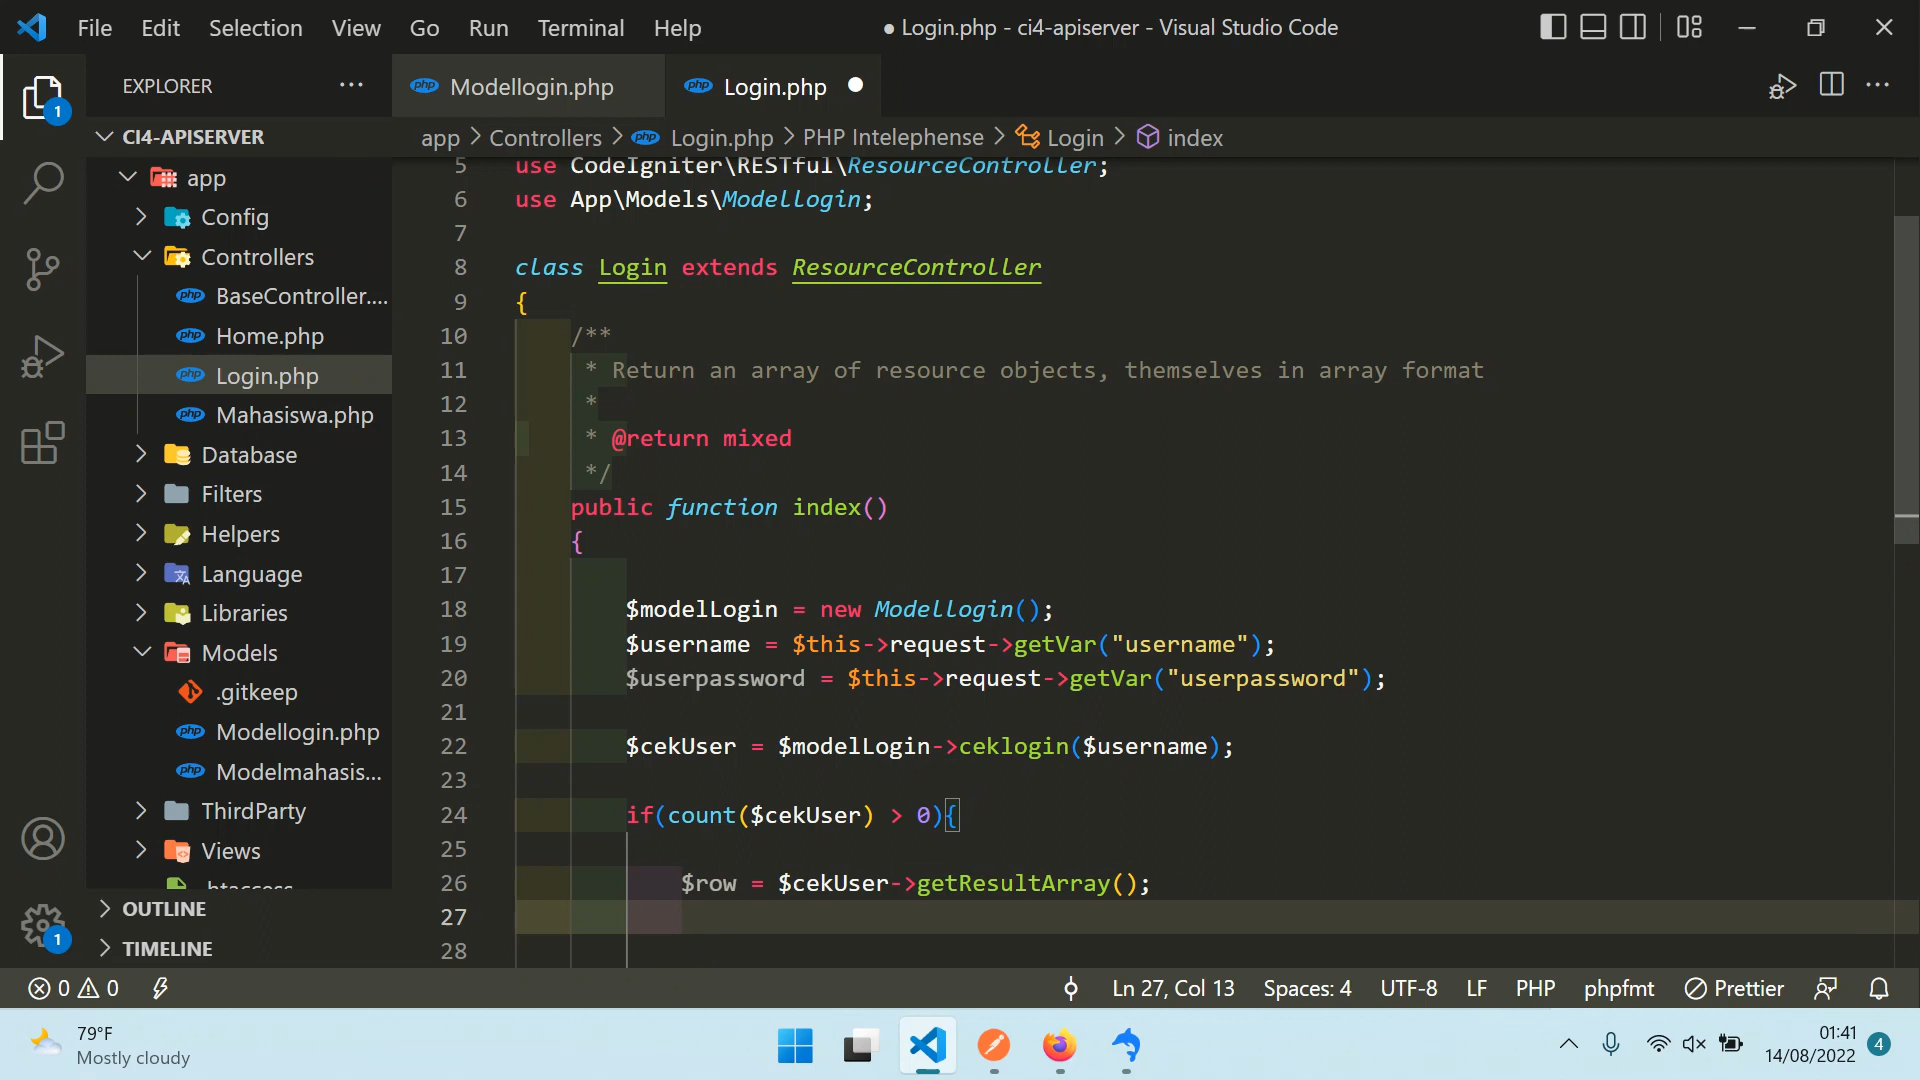 File Edit Selection View Go Run Terminal Help
● Login.php - ci4-apiserver - Visual Studio Code
EXPLORER ···
Modellogin.php
Login.php
1
CI4-APISERVER
app > Controllers > Login.php > PHP Intelephense > Login > index
app
Config
Controllers
BaseController....
Home.php
Login.php
Mahasiswa.php
Database
Filters
Helpers
Language
Libraries
Models
.gitkeep
Modellogin.php
Modelmahasis...
ThirdParty
Views
.htaccess
OUTLINE
TIMELINE
1
5 use CodeIgniter\RESTful\ResourceController;
6 use App\Models\Modellogin;
7
8 class Login extends ResourceController
9 {
10 /**
11 * Return an array of resource objects, themselves in array format
12 *
13 * @return mixed
14 */
15 public function index()
16 {
17
18 $modelLogin = new Modellogin();
19 $username = $this->request->getVar("username");
20 $userpassword = $this->request->getVar("userpassword");
21
22 $cekUser = $modelLogin->ceklogin($username);
23
24 if(count($cekUser) > 0){
25
26 $row = $cekUser->getResultArray();
27
28
0 0
Ln 27, Col 13 Spaces: 4 UTF-8 LF PHP phpfmt Prettier
79°F
Mostly cloudy
01:41
14/08/2022
4